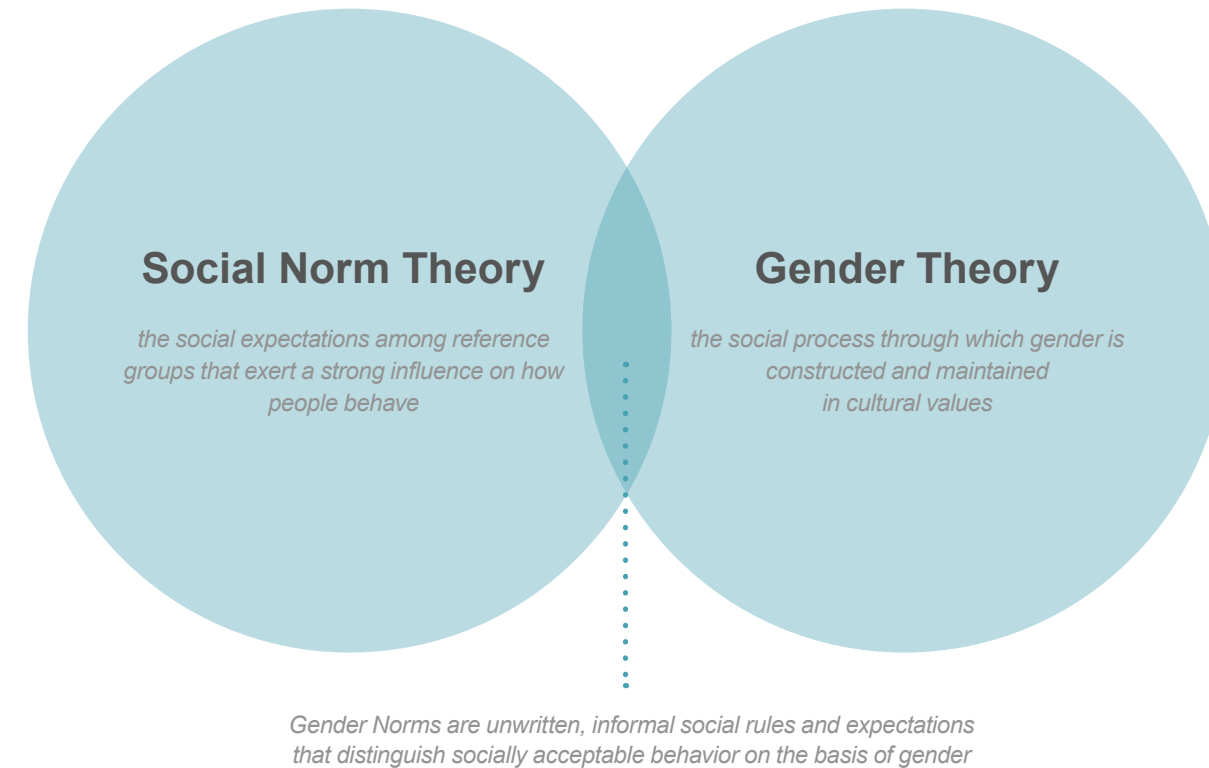 Social Norm Theory
the social expectations among reference
groups that exert a strong influence on how
people behave
Gender Theory
the social process through which gender is
constructed and maintained
in cultural values
Gender Norms are unwritten, informal social rules and expectations
that distinguish socially acceptable behavior on the basis of gender